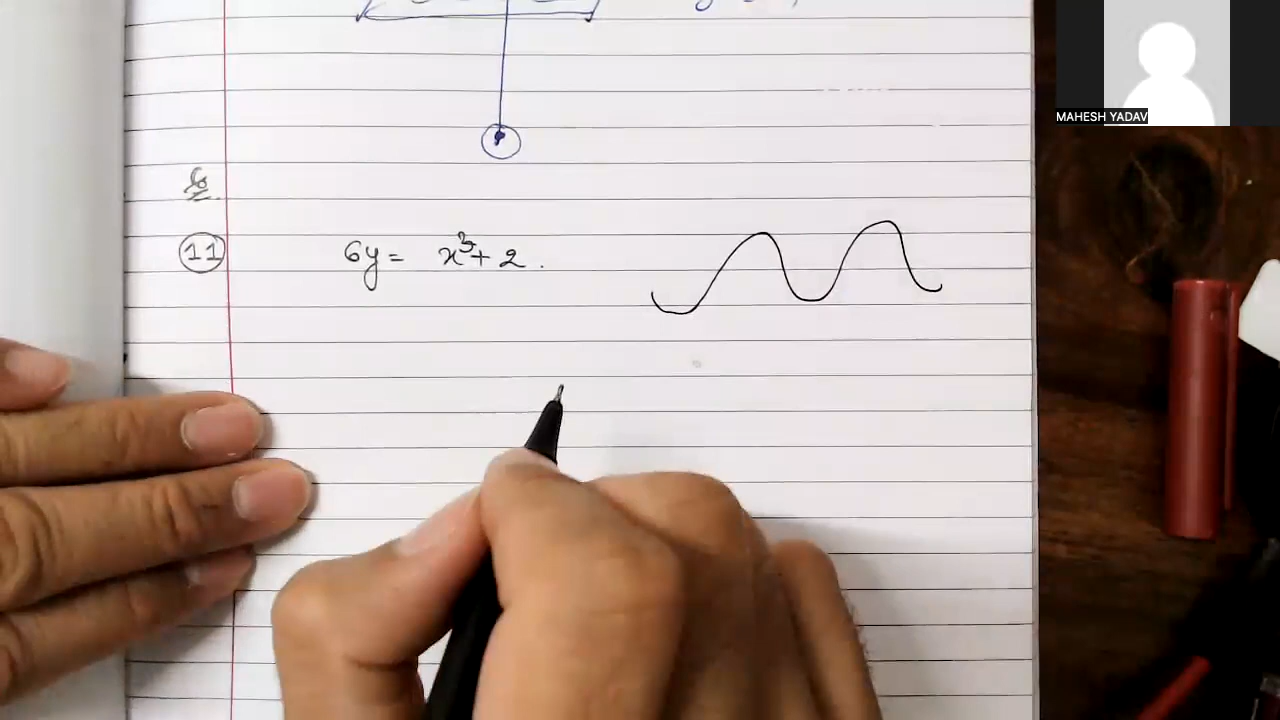 MAHESH YADAV
11 6y = x³ + 2.